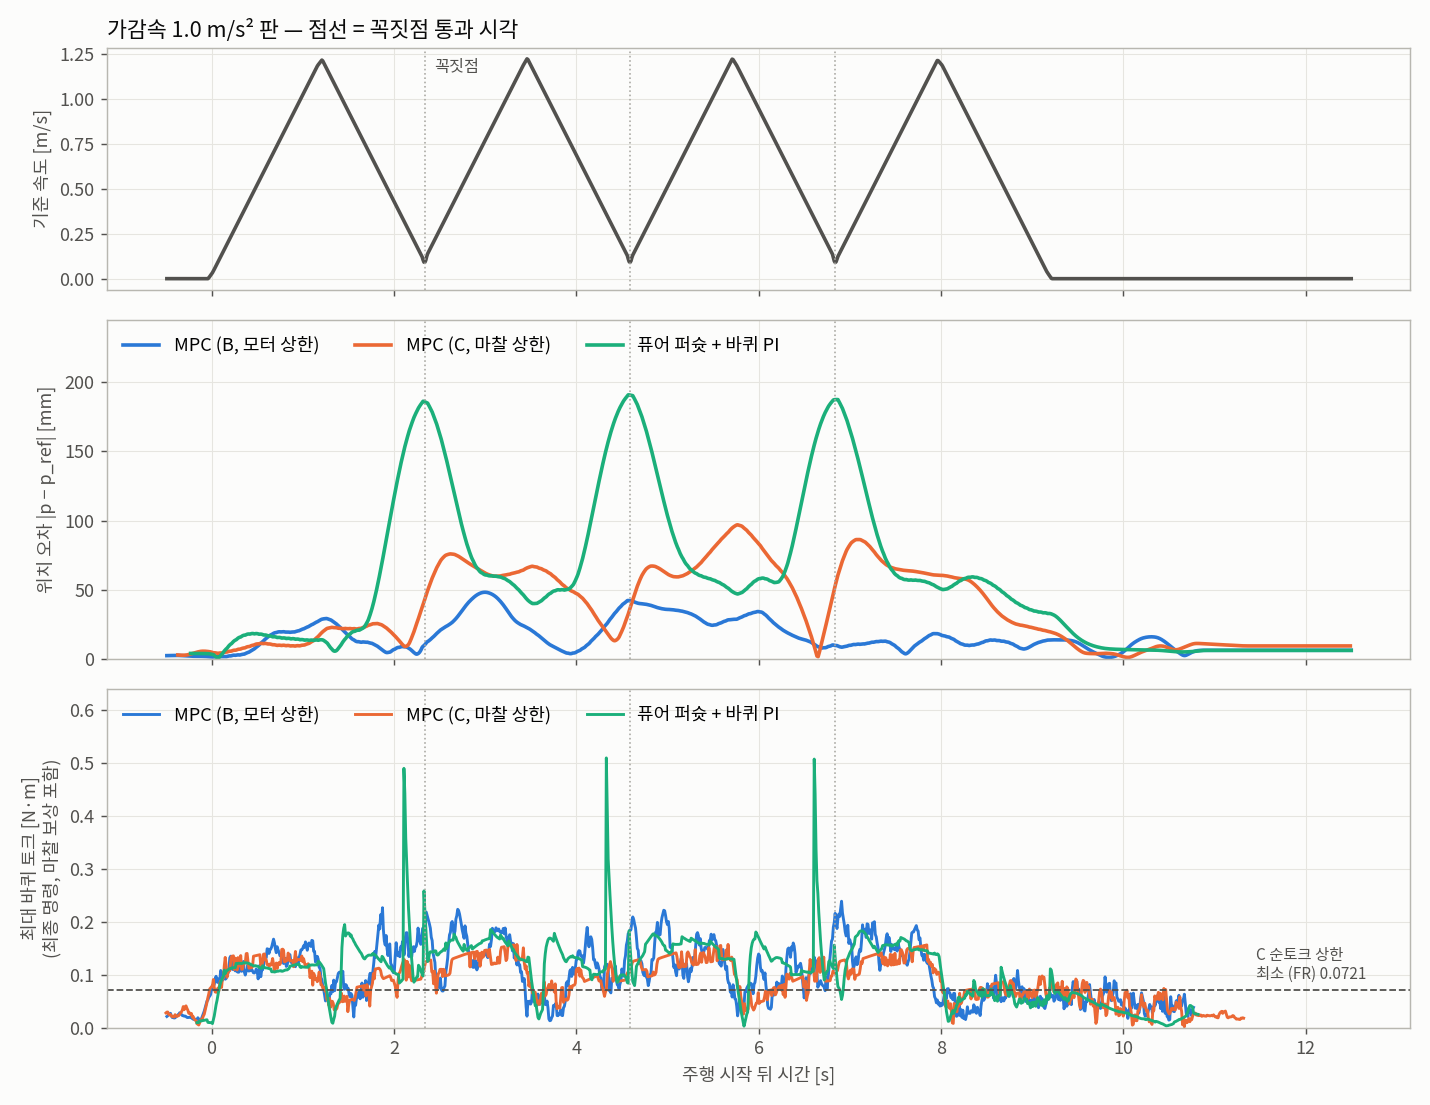 가감속 1.0 m/s² 판 — 점선 = 꼭짓점 통과 시각
기준 속도 [m/s]
1.25
1.00
0.75
0.50
0.25
0.00
꼭짓점
위치 오차 |p − p_ref| [mm]
MPC (B, 모터 상한)
MPC (C, 마찰 상한)
퓨어 퍼슛 + 바퀴 PI
200
150
100
50
0
최대 바퀴 토크 [N·m]
(최종 명령, 마찰 보상 포함)
MPC (B, 모터 상한)
MPC (C, 마찰 상한)
퓨어 퍼슛 + 바퀴 PI
0.6
0.5
0.4
0.3
0.2
0.1
0.0
C 순토크 상한
최소 (FR) 0.0721
0
2
4
6
8
10
12
주행 시작 뒤 시간 [s]